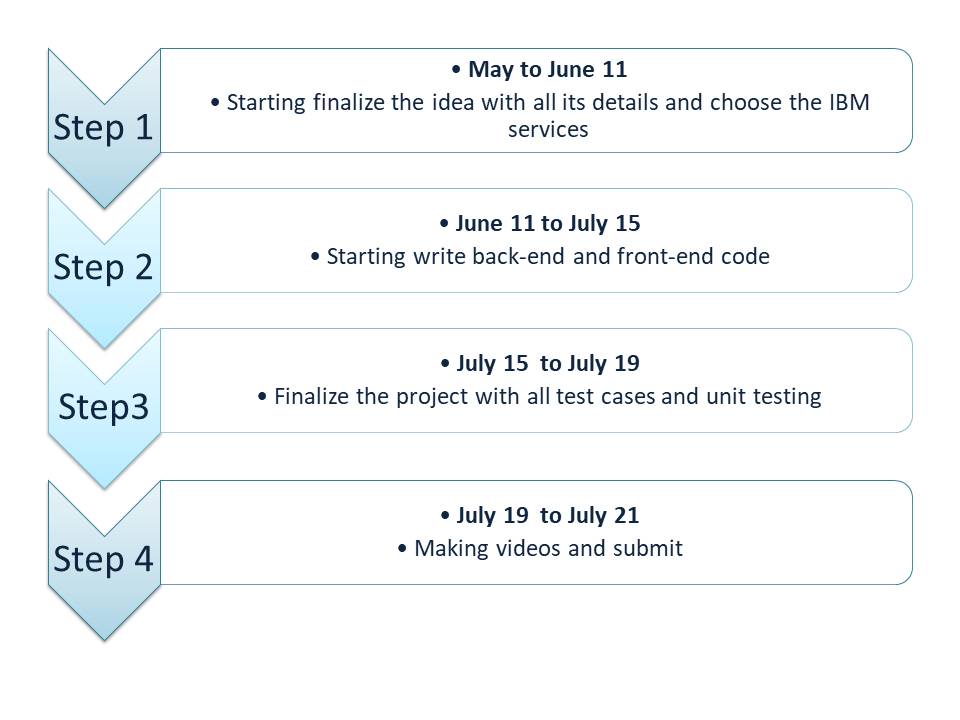 Step 1
• May to June 11
• Starting finalize the idea with all its details and choose the IBM
services
Step 2
• June 11 to July 15
• Starting write back-end and front-end code
Step3
• July 15 to July 19
• Finalize the project with all test cases and unit testing
Step 4
• July 19 to July 21
• Making videos and submit